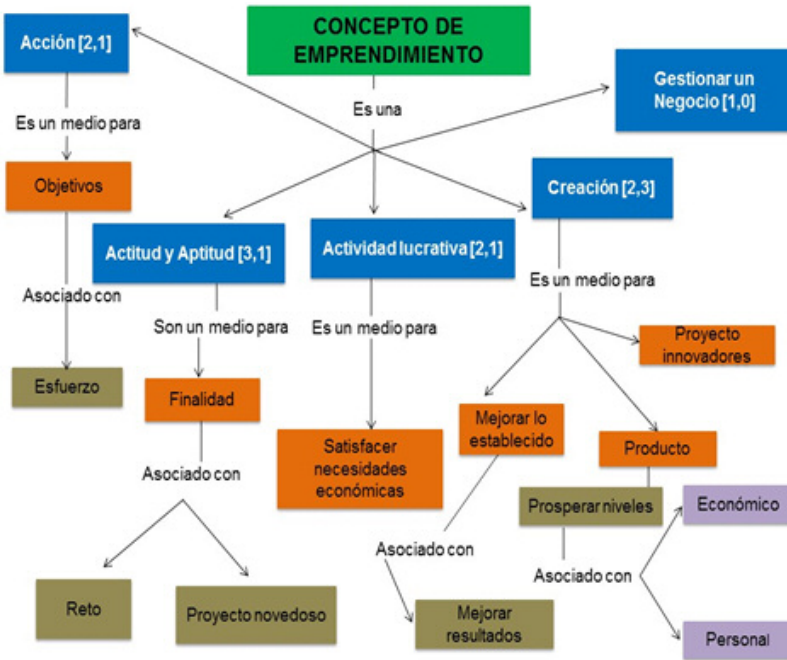 CONCEPTO DE
EMPRENDIMIENTO
Acción [2,1]
Es una
Gestionar un
Negocio [1,0]
Es un medio para
Objetivos
Creación [2,3]
Actitud y Aptitud [3,1]
Actividad lucrativa [2,1]
Asociado con
Es un medio para
Son un medio para
Es un medio para
Proyecto
innovadores
Esfuerzo
Finalidad
Mejorar lo
establecido
Satisfacer
necesidades
económicas
Producto
Asociado con
Prosperar niveles
Económico
Asociado con
Asociado con
Reto
Proyecto novedoso
Mejorar
resultados
Personal